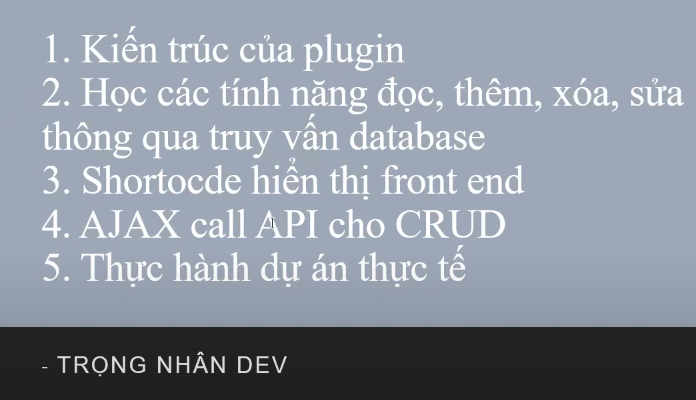 1. Kiến trúc của plugin
2. Học các tính năng đọc, thêm, xóa, sửa
thông qua truy vấn database
3. Shortocde hiển thị front end
4. AJAX call API cho CRUD
5. Thực hành dự án thực tế
- TRỌNG NHÂN DEV